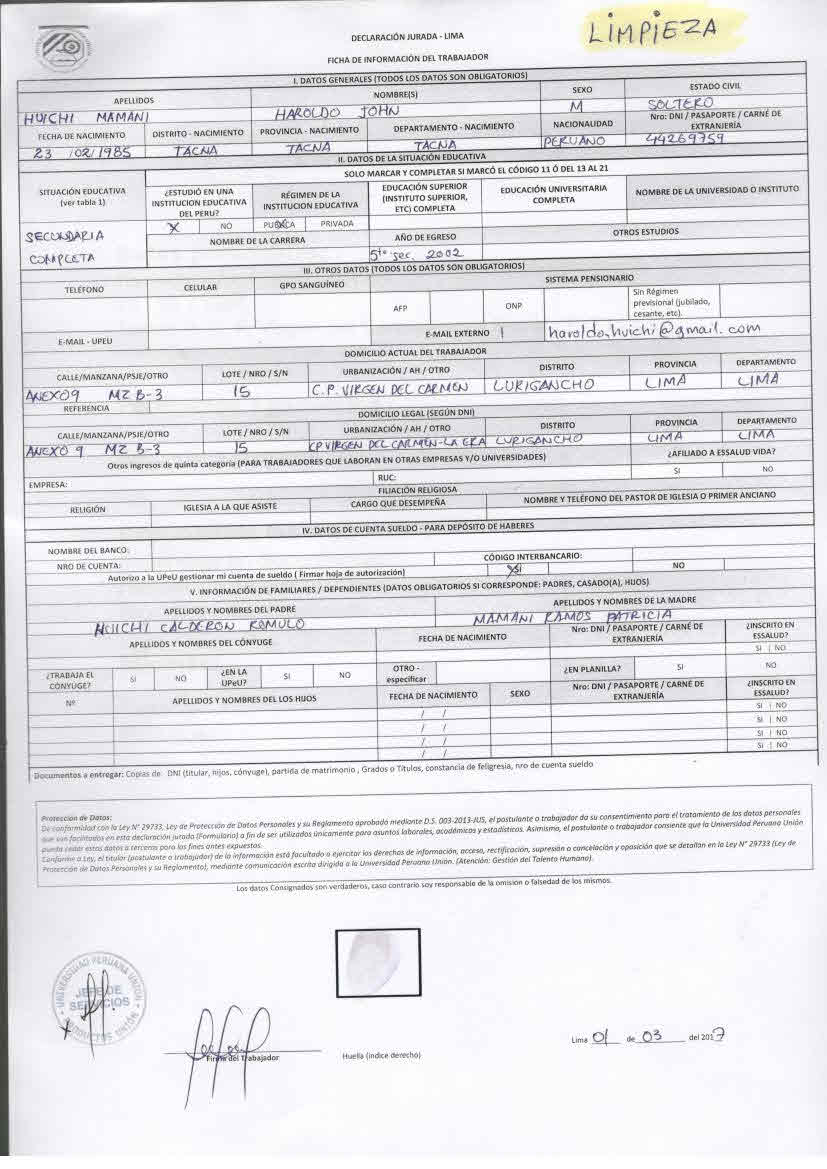 LIMPIEZA
DECLARACIÓN JURADA - LIMA
FICHA DE INFORMACIÓN DEL TRABAJADOR
I. DATOS GENERALES (TODOS LOS DATOS SON OBLIGATORIOS)
APELLIDOS NOMBRE(S) SEXO ESTADO CIVIL
HUICHI MAMANI HAROLDO JOHN M SOLTERO
FECHA DE NACIMIENTO DISTRITO - NACIMIENTO PROVINCIA - NACIMIENTO DEPARTAMENTO - NACIMIENTO NACIONALIDAD Nro: DNI / PASAPORTE / CARNÉ DE EXTRANJERÍA
23 /02/1985 TACNA TACNA TACNA PERUANO 44269759
II. DATOS DE LA SITUACIÓN EDUCATIVA
SOLO MARCAR Y COMPLETAR SI MARCÓ EL CÓDIGO 11 Ó DEL 13 AL 21
SITUACIÓN EDUCATIVA (ver tabla 1) ¿ESTUDIÓ EN UNA INSTITUCION EDUCATIVA DEL PERU? RÉGIMEN DE LA INSTITUCION EDUCATIVA EDUCACIÓN SUPERIOR (INSTITUTO SUPERIOR, ETC) COMPLETA EDUCACIÓN UNIVERSITARIA COMPLETA NOMBRE DE LA UNIVERSIDAD O INSTITUTO
SECUNDARIA COMPLETA
X NO PUBLICA PRIVADA
NOMBRE DE LA CARRERA AÑO DE EGRESO OTROS ESTUDIOS
5to sec. 2002
III. OTROS DATOS (TODOS LOS DATOS SON OBLIGATORIOS)
TELÉFONO CELULAR GPO SANGUÍNEO SISTEMA PENSIONARIO
AFP ONP Sin Régimen previsional (jubilado, cesante, etc).
E-MAIL - UPEU E-MAIL EXTERNO haroldo.huichi@gmail.com
DOMICILIO ACTUAL DEL TRABAJADOR
CALLE/MANZANA/PSJE/OTRO LOTE / NRO / S/N URBANIZACIÓN / AH / OTRO DISTRITO PROVINCIA DEPARTAMENTO
ANEXO 9 MZ B-3 15 C.P. VIRGEN DEL CARMEN LURIGANCHO LIMA LIMA
REFERENCIA
DOMICILIO LEGAL (SEGÚN DNI)
CALLE/MANZANA/PSJE/OTRO LOTE / NRO / S/N URBANIZACIÓN / AH / OTRO DISTRITO PROVINCIA DEPARTAMENTO
ANEXO 9 MZ B-3 15 CP VIRGEN DEL CARMEN-LA ERA LURIGANCHO LIMA LIMA
Otros ingresos de quinta categoría (PARA TRABAJADORES QUE LABORAN EN OTRAS EMPRESAS Y/O UNIVERSIDADES) ¿AFILIADO A ESSALUD VIDA?
EMPRESA: RUC: SI NO
FILIACIÓN RELIGIOSA
RELIGIÓN IGLESIA A LA QUE ASISTE CARGO QUE DESEMPEÑA NOMBRE Y TELÉFONO DEL PASTOR DE IGLESIA O PRIMER ANCIANO
IV. DATOS DE CUENTA SUELDO - PARA DEPÓSITO DE HABERES
NOMBRE DEL BANCO:
NRO DE CUENTA: CÓDIGO INTERBANCARIO:
Autorizo a la UPeU gestionar mi cuenta de sueldo ( Firmar hoja de autorización) X SI NO
V. INFORMACIÓN DE FAMILIARES / DEPENDIENTES (DATOS OBLIGATORIOS SI CORRESPONDE: PADRES, CASADO(A), HIJOS)
APELLIDOS Y NOMBRES DEL PADRE APELLIDOS Y NOMBRES DE LA MADRE
HUICHI CALDERON ROMULO MAMANI RAMOS PATRICIA
APELLIDOS Y NOMBRES DEL CÓNYUGE FECHA DE NACIMIENTO Nro: DNI / PASAPORTE / CARNÉ DE EXTRANJERÍA ¿INSCRITO EN ESSALUD?
SI | NO
¿TRABAJA EL CÓNYUGE? SI NO ¿EN LA UPeU? SI NO OTRO - especificar ¿EN PLANILLA? SI NO
Nº APELLIDOS Y NOMBRES DEL LOS HIJOS FECHA DE NACIMIENTO SEXO Nro: DNI / PASAPORTE / CARNÉ DE EXTRANJERÍA ¿INSCRITO EN ESSALUD?
/ / SI | NO
/ / SI | NO
/ / SI | NO
/ / SI | NO
Documentos a entregar: Copias de DNI (titular, hijos, cónyuge), partida de matrimonio , Grados o Títulos, constancia de feligresia, nro de cuenta sueldo
Protección de Datos:
De conformidad con la Ley N° 29733, Ley de Protección de Datos Personales y su Reglamento aprobado mediante D.S. 003-2013-JUS, el postulante o trabajador da su consentimiento para el tratamiento de los datos personales
que son facilitados en esta declaración jurada (Formulario) a fin de ser utilizados únicamente para asuntos laborales, académicos y estadísticos. Asimismo, el postulante o trabajador consiente que la Universidad Peruana Unión
pueda ceder estos datos a terceros para los fines antes expuestos.
Conforme a Ley, el titular (postulante o trabajador) de la información está facultado a ejercitar los derechos de información, acceso, rectificación, supresión o cancelación y oposición que se detallan en la Ley N° 29733 (Ley de
Protección de Datos Personales y su Reglamento), mediante comunicación escrita dirigida a la Universidad Peruana Unión. (Atención: Gestión del Talento Humano).
Los datos Consignados son verdaderos, caso contrario soy responsable de la omision o falsedad de los mismos.
UNIVERSIDAD PERUANA UNION
JEFE DE SERVICIOS
PRODUCTOS UNIÓN
Firma del Trabajador Huella (índice derecho) Lima 01 de 03 del 2017